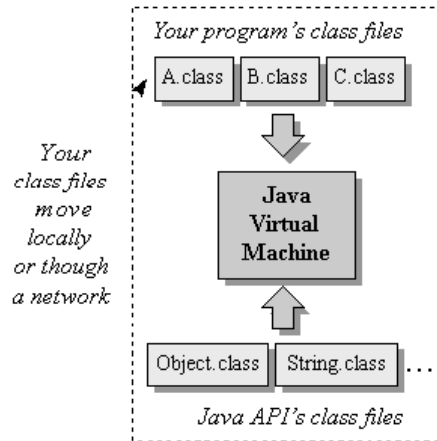 Your program's class files
A.class B.class C.class
Your
class files
move
locally
or though
a network
Java
Virtual
Machine
Object.class String.class ...
Java API's class files